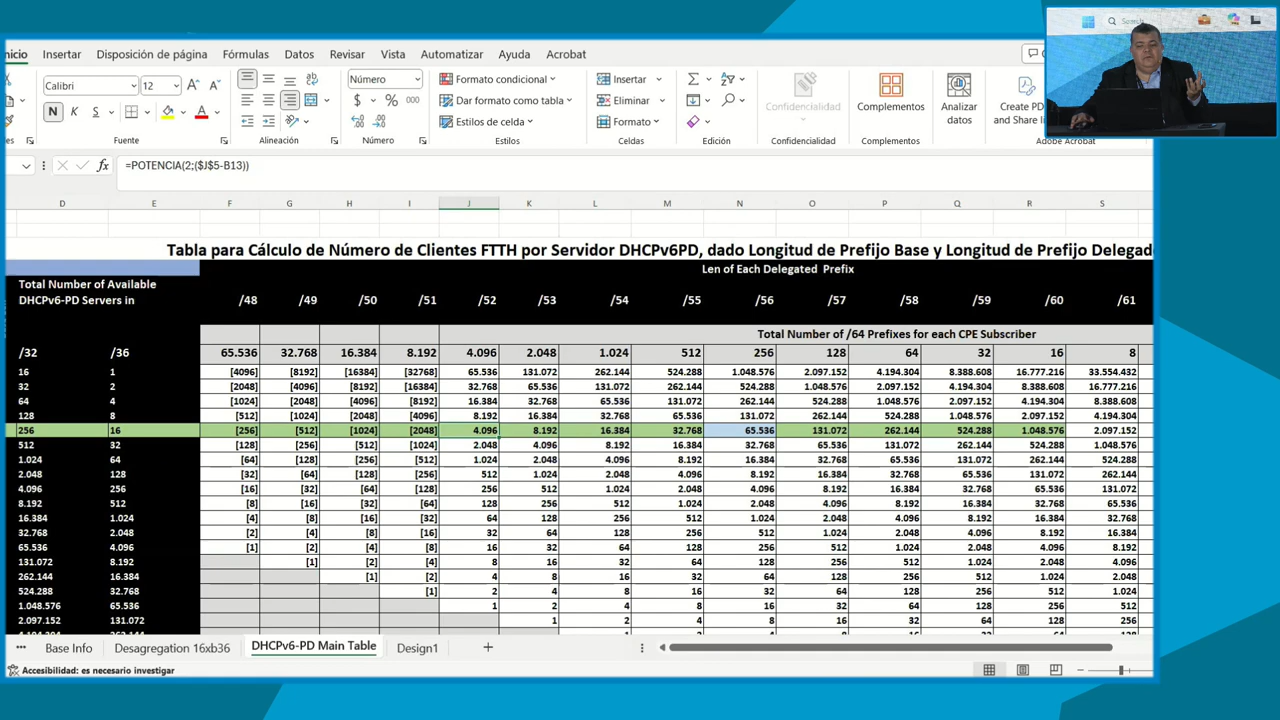 Search
nicio Insertar Disposición de página Fórmulas Datos Revisar Vista Automatizar Ayuda Acrobat
Calibri 12 A A Número Formato condicional Insertar
N K S A $ % 000 Dar formato como tabla Eliminar Confidencialidad Complementos Analizar datos Create PD and Share li
Estilos de celda Formato
Fuente Alineación Número Estilos Celdas Edición Confidencialidad Complementos Adobe Acrobat
fx =POTENCIA(2;($J$5-B13))
D E F G H I J K L M N O P Q R S
Tabla para Cálculo de Número de Clientes FTTH por Servidor DHCPv6PD, dado Longitud de Prefijo Base y Longitud de Prefijo Delegado
Len of Each Delegated Prefix
Total Number of Available
DHCPv6-PD Servers in /48 /49 /50 /51 /52 /53 /54 /55 /56 /57 /58 /59 /60 /61
Total Number of /64 Prefixes for each CPE Subscriber
/32 /36 65.536 32.768 16.384 8.192 4.096 2.048 1.024 512 256 128 64 32 16 8
16 1 [4096] [8192] [16384] [32768] 65.536 131.072 262.144 524.288 1.048.576 2.097.152 4.194.304 8.388.608 16.777.216 33.554.432
32 2 [2048] [4096] [8192] [16384] 32.768 65.536 131.072 262.144 524.288 1.048.576 2.097.152 4.194.304 8.388.608 16.777.216
64 4 [1024] [2048] [4096] [8192] 16.384 32.768 65.536 131.072 262.144 524.288 1.048.576 2.097.152 4.194.304 8.388.608
128 8 [512] [1024] [2048] [4096] 8.192 16.384 32.768 65.536 131.072 262.144 524.288 1.048.576 2.097.152 4.194.304
256 16 [256] [512] [1024] [2048] 4.096 8.192 16.384 32.768 65.536 131.072 262.144 524.288 1.048.576 2.097.152
512 32 [128] [256] [512] [1024] 2.048 4.096 8.192 16.384 32.768 65.536 131.072 262.144 524.288 1.048.576
1.024 64 [64] [128] [256] [512] 1.024 2.048 4.096 8.192 16.384 32.768 65.536 131.072 262.144 524.288
2.048 128 [32] [64] [128] [256] 512 1.024 2.048 4.096 8.192 16.384 32.768 65.536 131.072 262.144
4.096 256 [16] [32] [64] [128] 256 512 1.024 2.048 4.096 8.192 16.384 32.768 65.536 131.072
8.192 512 [8] [16] [32] [64] 128 256 512 1.024 2.048 4.096 8.192 16.384 32.768 65.536
16.384 1.024 [4] [8] [16] [32] 64 128 256 512 1.024 2.048 4.096 8.192 16.384 32.768
32.768 2.048 [2] [4] [8] [16] 32 64 128 256 512 1.024 2.048 4.096 8.192 16.384
65.536 4.096 [1] [2] [4] [8] 16 32 64 128 256 512 1.024 2.048 4.096 8.192
131.072 8.192 [1] [2] [4] 8 16 32 64 128 256 512 1.024 2.048 4.096
262.144 16.384 [1] [2] 4 8 16 32 64 128 256 512 1.024 2.048
524.288 32.768 [1] 2 4 8 16 32 64 128 256 512 1.024
1.048.576 65.536 1 2 4 8 16 32 64 128 256 512
2.097.152 131.072 1 2 4 8 16 32 64 128 256
4.194.304 262.144 1 2 4 8 16 32 64 128
Base Info Desagregation 16xb36 DHCPv6-PD Main Table Design1
Accesibilidad: es necesario investigar